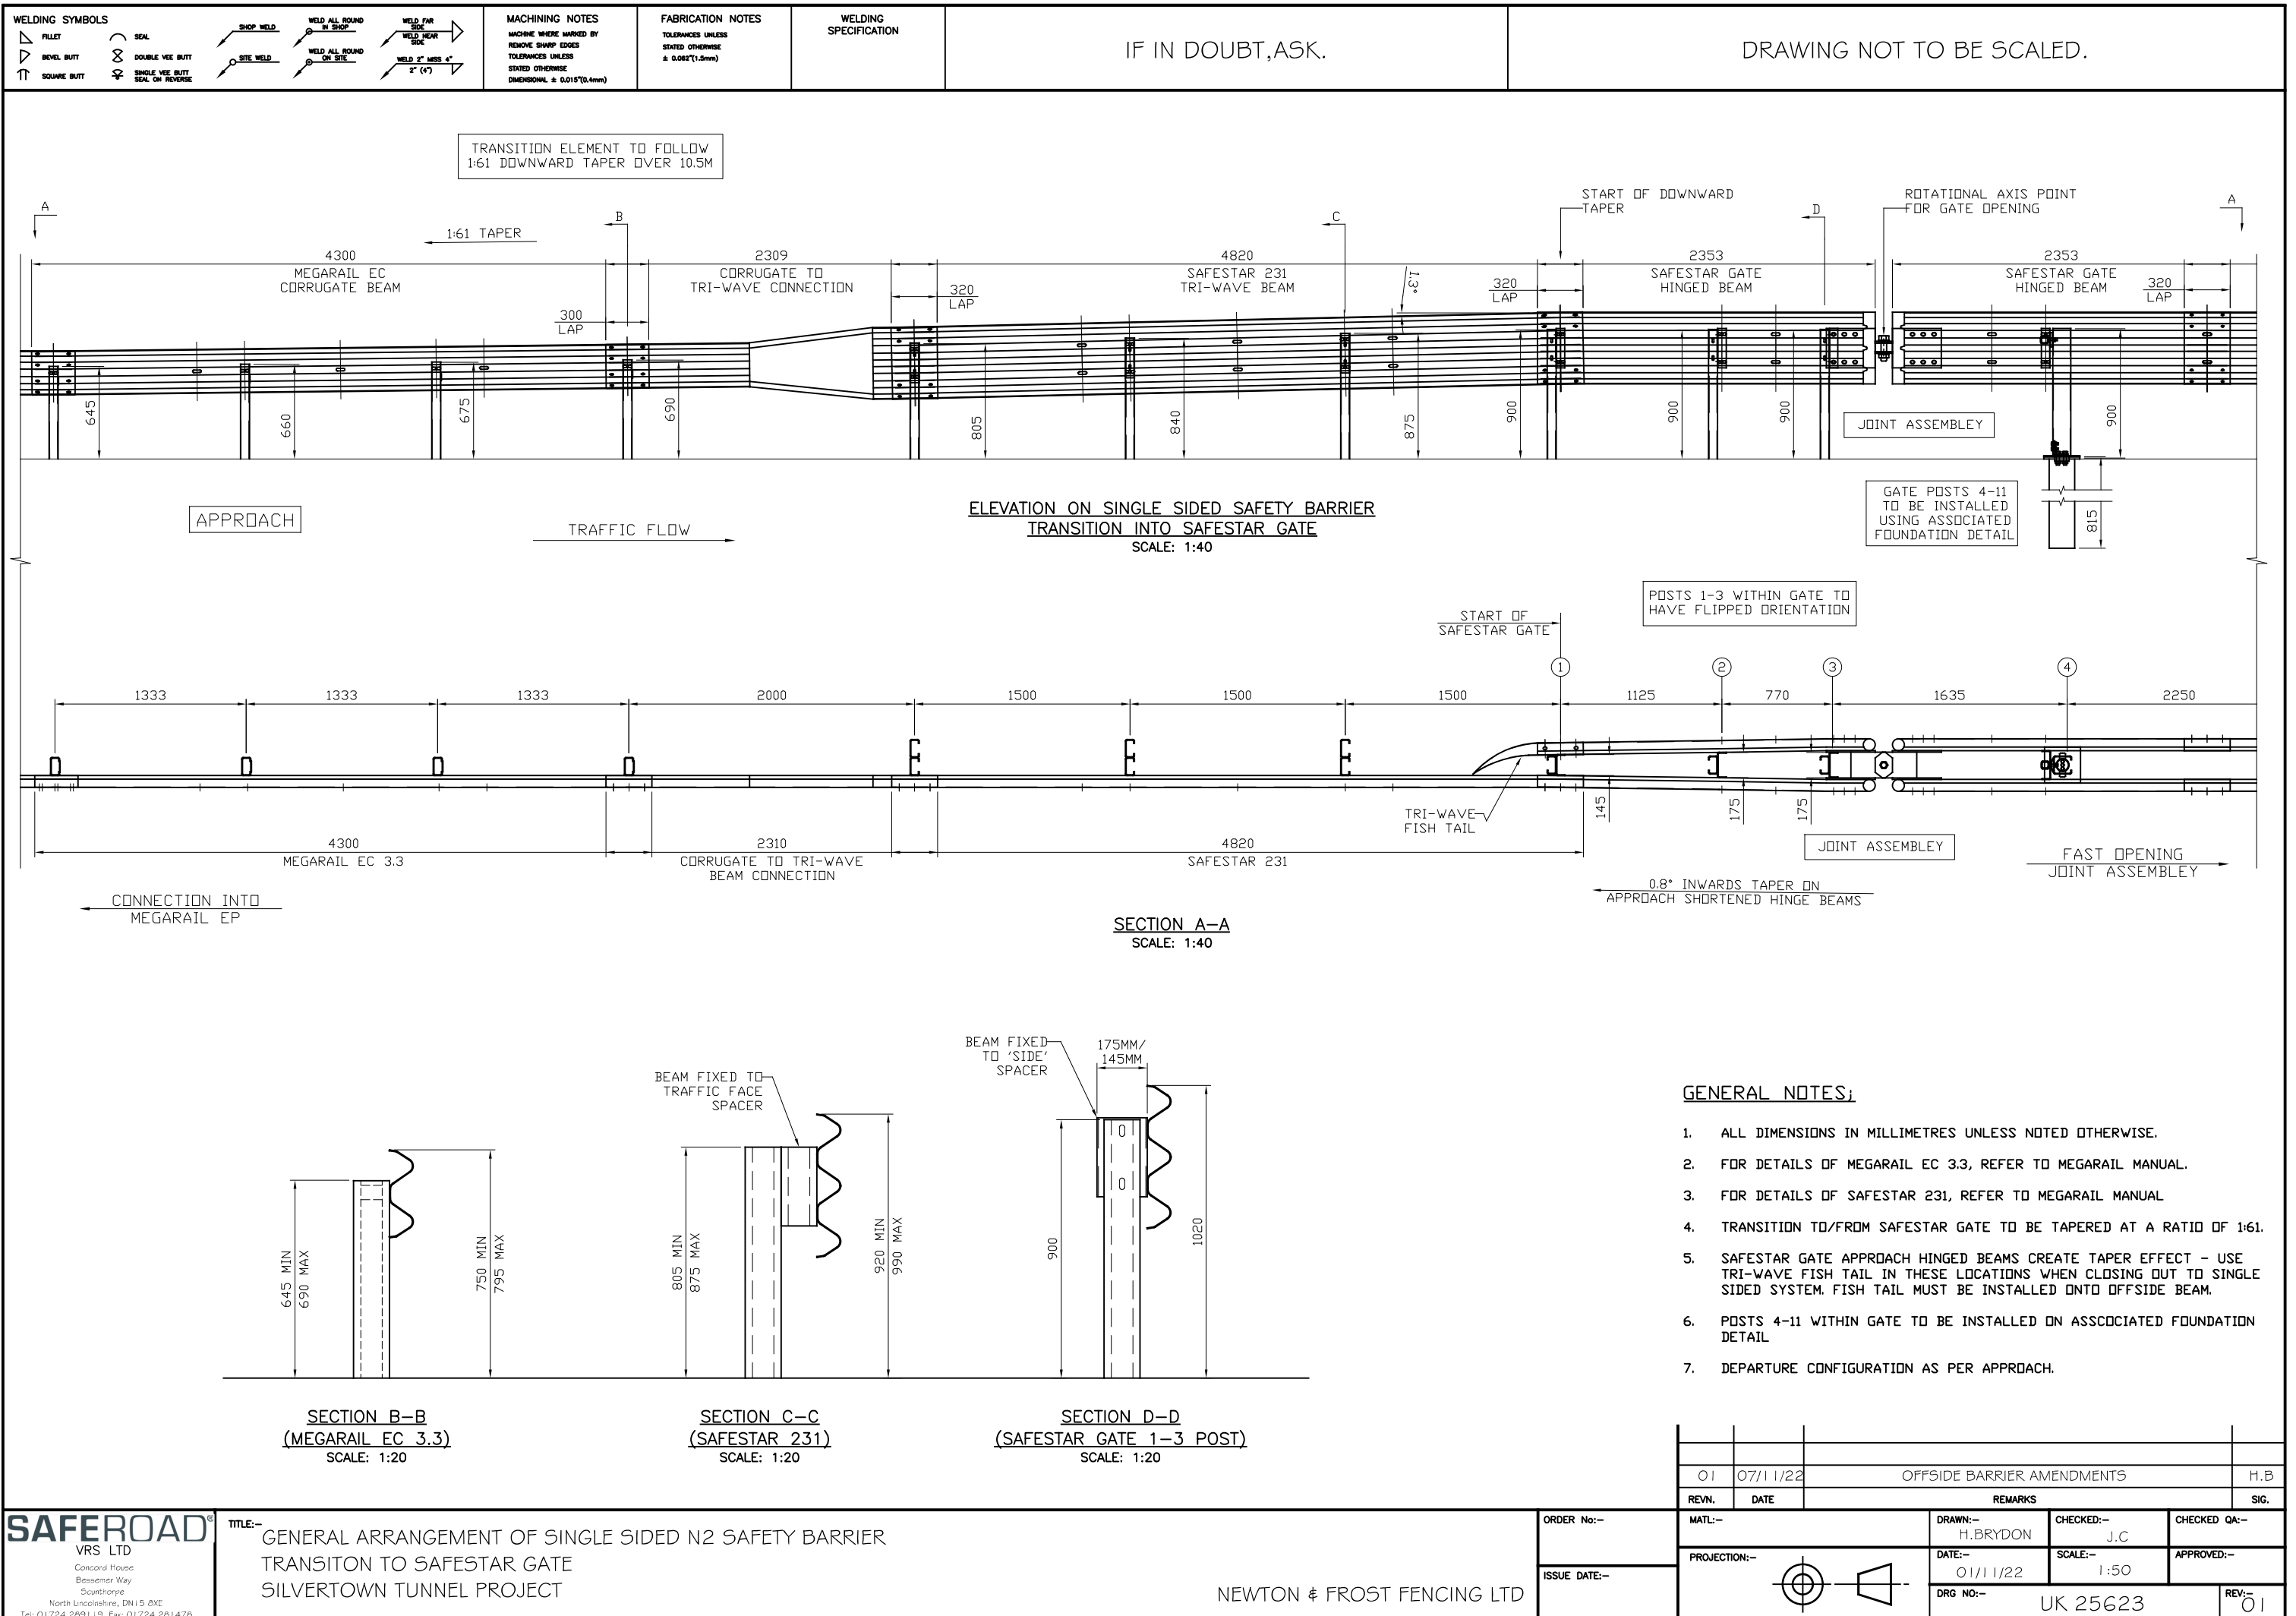 WELDING SYMBOLS
FILLET
BEVEL BUTT
SQUARE BUTT
SEAL
DOUBLE VEE BUTT
SINGLE VEE BUTT
SEAL ON REVERSE
SHOP WELD
SITE WELD
WELD ALL ROUND
IN SHOP
WELD ALL ROUND
ON SITE
WELD FAR
SIDE
WELD NEAR
SIDE
WELD 2" MISS 4"
2" (4")
MACHINING NOTES
MACHINE WHERE MARKED BY
REMOVE SHARP EDGES
TOLERANCES UNLESS
STATED OTHERWISE
DIMENSIONAL ± 0.015"(0.4mm)
FABRICATION NOTES
TOLERANCES UNLESS
STATED OTHERWISE
± 0.062"(1.5mm)
WELDING
SPECIFICATION
IF IN DOUBT,ASK.
DRAWING NOT TO BE SCALED.
TRANSITION ELEMENT TO FOLLOW
1:61 DOWNWARD TAPER OVER 10.5M
A
1:61 TAPER
B
C
START OF DOWNWARD
TAPER
D
ROTATIONAL AXIS POINT
FOR GATE OPENING
A
4300
MEGARAIL EC
CORRUGATE BEAM
2309
CORRUGATE TO
TRI-WAVE CONNECTION
4820
SAFESTAR 231
TRI-WAVE BEAM
2353
SAFESTAR GATE
HINGED BEAM
2353
SAFESTAR GATE
HINGED BEAM
300
LAP
320
LAP
1.3°
320
LAP
320
LAP
645
660
675
690
805
840
875
900
900
900
900
JOINT ASSEMBLEY
815
GATE POSTS 4-11
TO BE INSTALLED
USING ASSOCIATED
FOUNDATION DETAIL
APPROACH
TRAFFIC FLOW
ELEVATION ON SINGLE SIDED SAFETY BARRIER
TRANSITION INTO SAFESTAR GATE
SCALE: 1:40
POSTS 1-3 WITHIN GATE TO
HAVE FLIPPED ORIENTATION
START OF
SAFESTAR GATE
1
2
3
4
1333
1333
1333
2000
1500
1500
1500
1125
770
1635
2250
145
175
175
TRI-WAVE
FISH TAIL
4300
MEGARAIL EC 3.3
2310
CORRUGATE TO TRI-WAVE
BEAM CONNECTION
4820
SAFESTAR 231
JOINT ASSEMBLEY
FAST OPENING
JOINT ASSEMBLEY
0.8° INWARDS TAPER ON
APPROACH SHORTENED HINGE BEAMS
CONNECTION INTO
MEGARAIL EP
SECTION A-A
SCALE: 1:40
645 MIN
690 MAX
750 MIN
795 MAX
SECTION B-B
(MEGARAIL EC 3.3)
SCALE: 1:20
BEAM FIXED TO
TRAFFIC FACE
SPACER
805 MIN
875 MAX
920 MIN
990 MAX
SECTION C-C
(SAFESTAR 231)
SCALE: 1:20
BEAM FIXED
TO 'SIDE'
SPACER
175MM/
145MM
900
1020
SECTION D-D
(SAFESTAR GATE 1-3 POST)
SCALE: 1:20
GENERAL NOTES;
1. ALL DIMENSIONS IN MILLIMETRES UNLESS NOTED OTHERWISE.
2. FOR DETAILS OF MEGARAIL EC 3.3, REFER TO MEGARAIL MANUAL.
3. FOR DETAILS OF SAFESTAR 231, REFER TO MEGARAIL MANUAL
4. TRANSITION TO/FROM SAFESTAR GATE TO BE TAPERED AT A RATIO OF 1:61.
5. SAFESTAR GATE APPROACH HINGED BEAMS CREATE TAPER EFFECT - USE
TRI-WAVE FISH TAIL IN THESE LOCATIONS WHEN CLOSING OUT TO SINGLE
SIDED SYSTEM. FISH TAIL MUST BE INSTALLED ONTO OFFSIDE BEAM.
6. POSTS 4-11 WITHIN GATE TO BE INSTALLED ON ASSCOCIATED FOUNDATION
DETAIL
7. DEPARTURE CONFIGURATION AS PER APPROACH.
01 07/11/22 OFFSIDE BARRIER AMENDMENTS H.B
REVN. DATE REMARKS SIG.
SAFEROAD®
VRS LTD
Concord House
Bessemer Way
Scunthorpe
North Lincolnshire, DN15 8XE
Tel: 01724 289119 Fax: 01724 281478
TITLE:-
GENERAL ARRANGEMENT OF SINGLE SIDED N2 SAFETY BARRIER
TRANSITON TO SAFESTAR GATE
SILVERTOWN TUNNEL PROJECT
NEWTON & FROST FENCING LTD
ORDER No:-
ISSUE DATE:-
MATL:-
PROJECTION:-
DRAWN:-
H.BRYDON
CHECKED:-
J.C
CHECKED QA:-
DATE:-
01/11/22
SCALE:-
1:50
APPROVED:-
DRG NO:-
UK 25623
REV:-
01